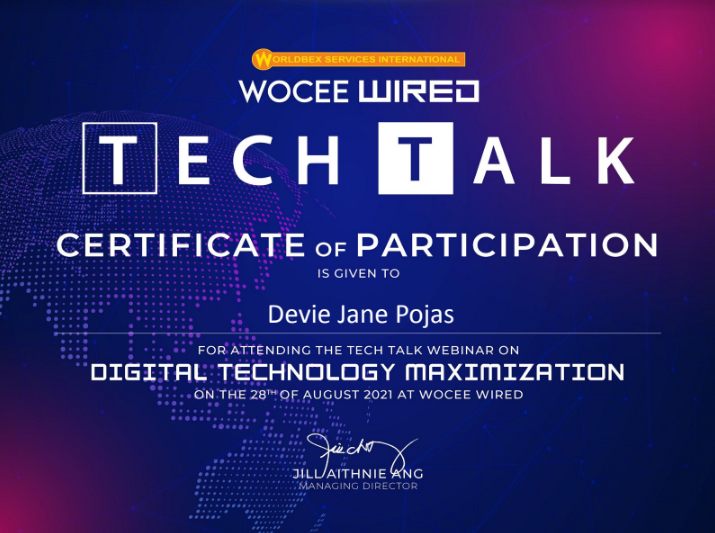 WORLDBEX SERVICES INTERNATIONAL
WOCEE WIRED
TECH TALK
CERTIFICATE OF PARTICIPATION
IS GIVEN TO
Devie Jane Pojas
FOR ATTENDING THE TECH TALK WEBINAR ON
DIGITAL TECHNOLOGY MAXIMIZATION
ON THE 28TH OF AUGUST 2021 AT WOCEE WIRED
JILL AITHNIE ANG
MANAGING DIRECTOR